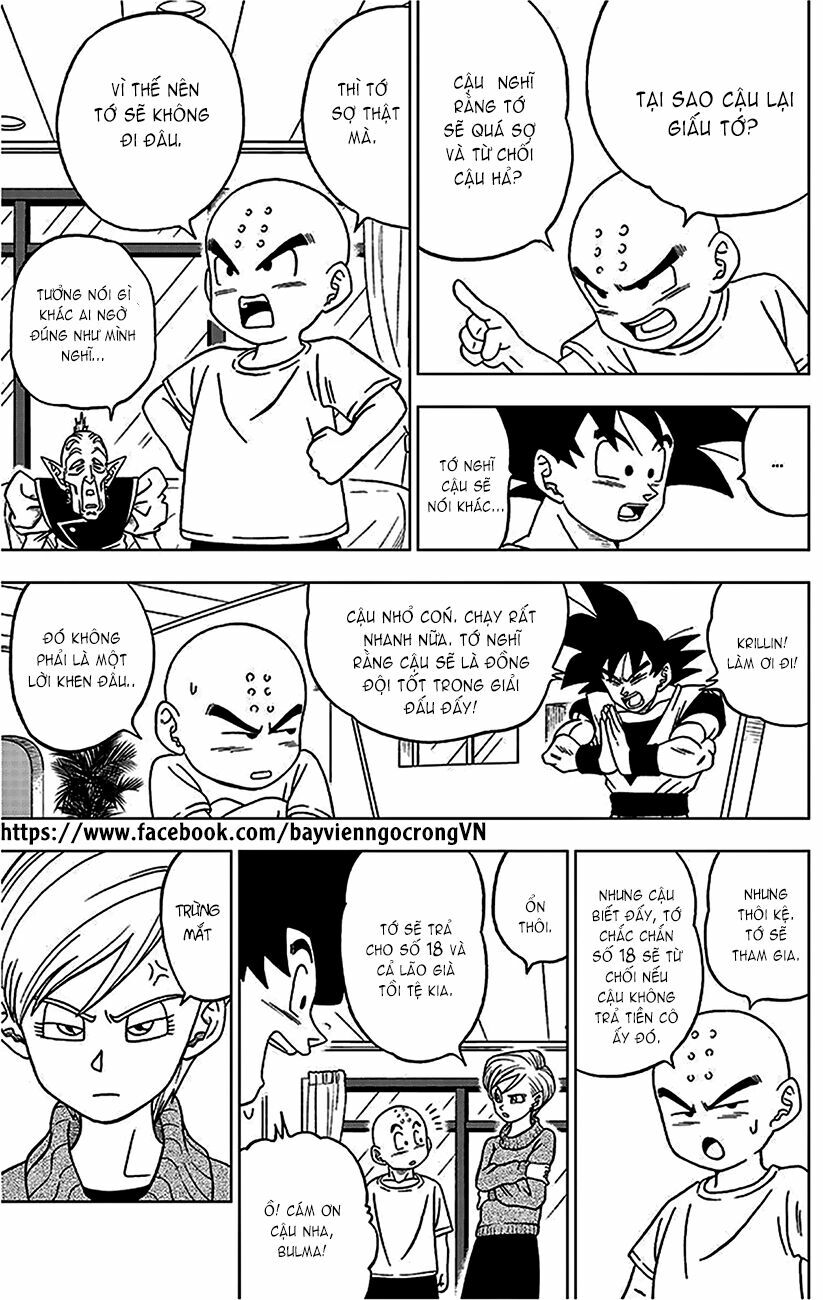 TẠI SAO CẬU LẠI
GIẤU TỚ?
CẬU NGHĨ
RẰNG TỚ
SẼ QUÁ SỢ
VÀ TỪ CHỐI
CẬU HẢ?
THÌ TỚ
SỢ THẬT
MÀ.
VÌ THẾ NÊN
TỚ SẼ KHÔNG
ĐI ĐÂU.
TƯỞNG NÓI GÌ
KHÁC AI NGỜ
ĐÚNG NHƯ MÌNH
NGHĨ...
...
TỚ NGHĨ
CẬU SẼ
NÓI KHÁC...
KRILLIN!
LÀM ƠI ĐI!
CẬU NHỎ CON. CHẠY RẤT
NHANH NỮA. TỚ NGHĨ
RẰNG CẬU SẼ LÀ ĐỒNG
ĐỘI TỐT TRONG GIẢI
ĐẤU ĐẤY!
ĐÓ KHÔNG
PHẢI LÀ MỘT
LỜI KHEN ĐÂU..
https://www.facebook.com/bayvienngocrongVN
NHƯNG
THÔI KỆ.
TỚ SẼ
THAM GIA.
NHƯNG CẬU
BIẾT ĐẤY, TỚ
CHẮC CHẮN
SỐ 18 SẼ TỪ
CHỐI NẾU
CẬU KHÔNG
TRẢ TIỀN CÔ
ẤY ĐÓ.
ỔN
THÔI.
TỚ SẼ TRẢ
CHO SỐ 18 VÀ
CẢ LÃO GIÀ
TỒI TỆ KIA.
Ồ! CÁM ƠN
CẬU NHA,
BULMA!
TRỪNG
MẮT